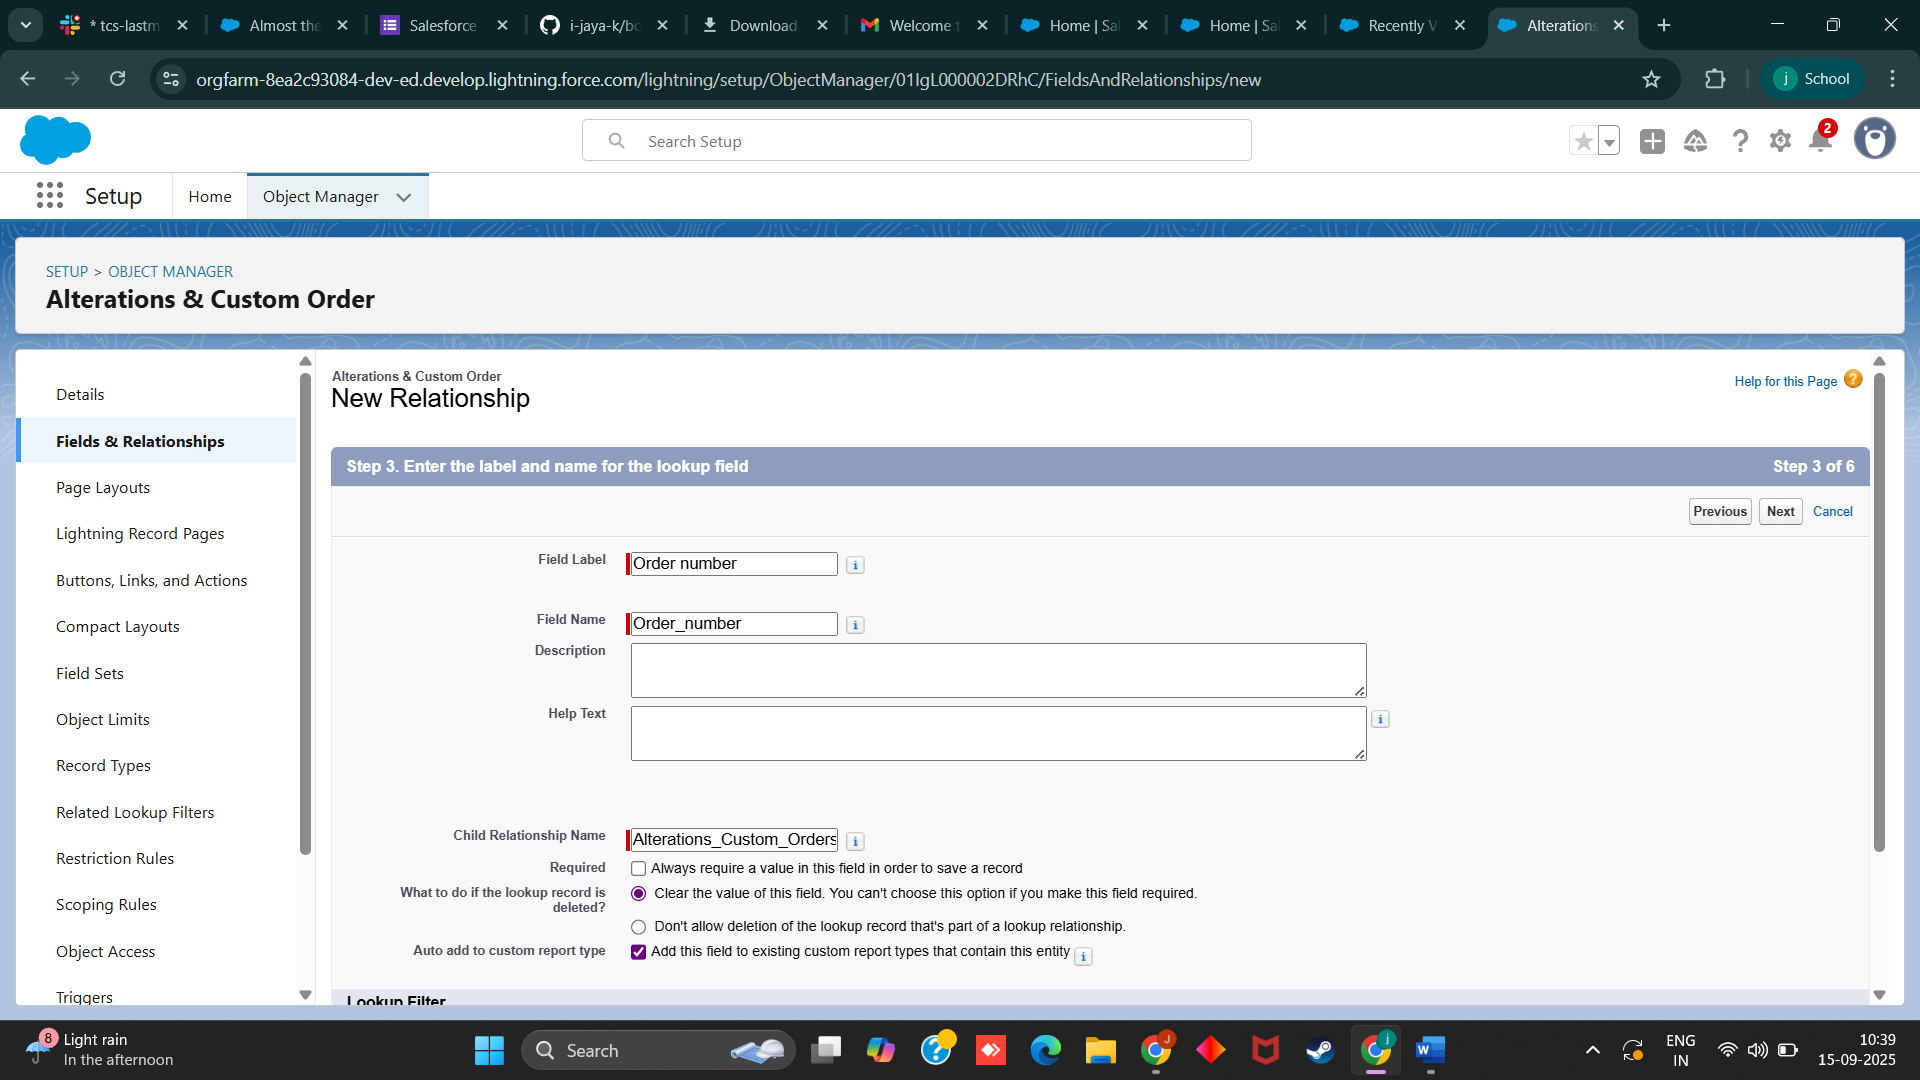 * tcs-lastm
Almost the
Salesforce
i-jaya-k/bo
Download
Welcome t
Home | Sal
Home | Sal
Recently V
Alterations
orgfarm-8ea2c93084-dev-ed.develop.lightning.force.com/lightning/setup/ObjectManager/01IgL000002DRhC/FieldsAndRelationships/new
j School
Search Setup
2
Setup
Home
Object Manager
SETUP > OBJECT MANAGER
Alterations & Custom Order
Details
Fields & Relationships
Page Layouts
Lightning Record Pages
Buttons, Links, and Actions
Compact Layouts
Field Sets
Object Limits
Record Types
Related Lookup Filters
Restriction Rules
Scoping Rules
Object Access
Triggers
Alterations & Custom Order
New Relationship
Help for this Page ?
Step 3. Enter the label and name for the lookup field
Step 3 of 6
Previous
Next
Cancel
Field Label
Order number
i
Field Name
Order_number
i
Description
Help Text
i
Child Relationship Name
Alterations_Custom_Orders
i
Required
Always require a value in this field in order to save a record
What to do if the lookup record is deleted?
Clear the value of this field. You can't choose this option if you make this field required.
Don't allow deletion of the lookup record that's part of a lookup relationship.
Auto add to custom report type
Add this field to existing custom report types that contain this entity
i
Lookup Filter
8
Light rain
In the afternoon
Search
J
j
ENG
IN
10:39
15-09-2025